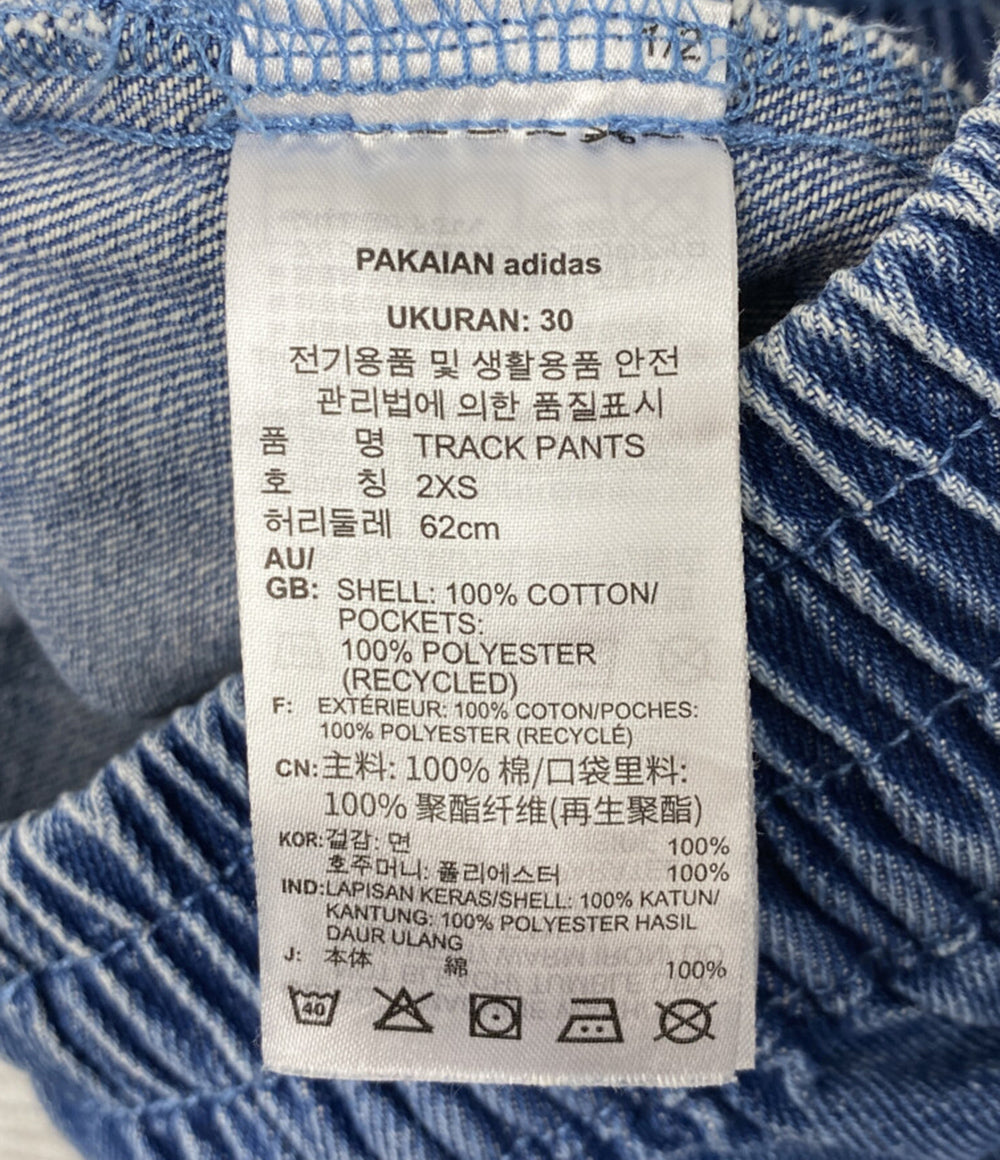 1/2
PAKAIAN adidas
UKURAN: 30
전기용품 및 생활용품 안전
관리법에 의한 품질표시
품 명 TRACK PANTS
호 칭 2XS
허리둘레 62cm
AU/
GB: SHELL: 100% COTTON/
POCKETS:
100% POLYESTER
(RECYCLED)
F: EXTÉRIEUR: 100% COTON/POCHES:
100% POLYESTER (RECYCLÉ)
CN: 主料: 100% 棉/口袋里料:
100% 聚酯纤维(再生聚酯)
KOR: 겉감: 면 100%
호주머니: 폴리에스터 100%
IND: LAPISAN KERAS/SHELL: 100% KATUN/
KANTUNG: 100% POLYESTER HASIL
DAUR ULANG
J: 本体 綿 100%
40